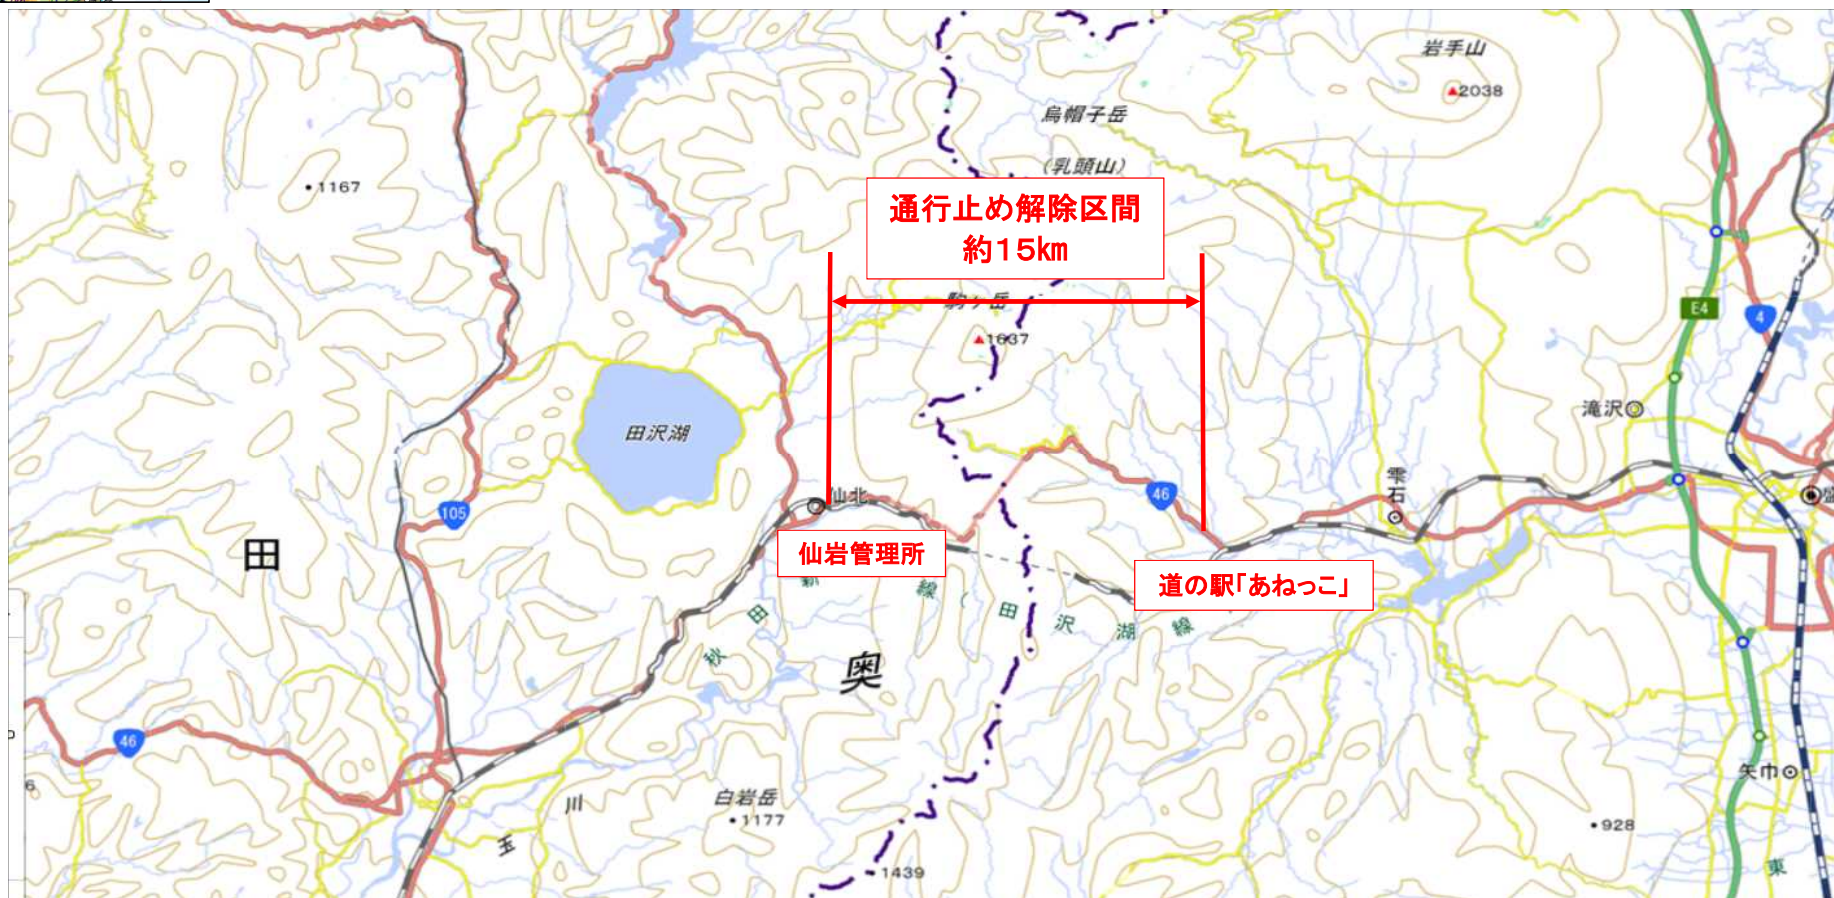 岩手山
2038
烏帽子岳
(乳頭山)
1167
通行止め解除区間
約15km
駒ヶ岳
1637
E4
4
滝沢
田沢湖
仙北
46
雫石
105
仙岩管理所
道の駅「あねっこ」
田
秋田新線(田沢湖線
奥
46
白岩岳
1177
玉川
1439
矢巾
928
東